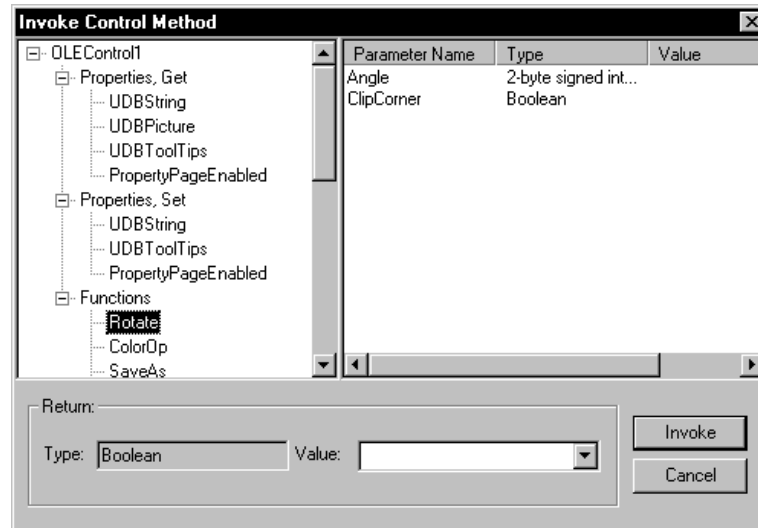 Invoke Control Method
OLEControl1
Properties, Get
UDBString
UDBPicture
UDBToolTips
PropertyPageEnabled
Properties, Set
UDBString
UDBToolTips
PropertyPageEnabled
Functions
Rotate
ColorOp
SaveAs
Parameter Name Type Value
Angle 2-byte signed int...
ClipCorner Boolean
Return:
Type: Boolean Value:
Invoke
Cancel